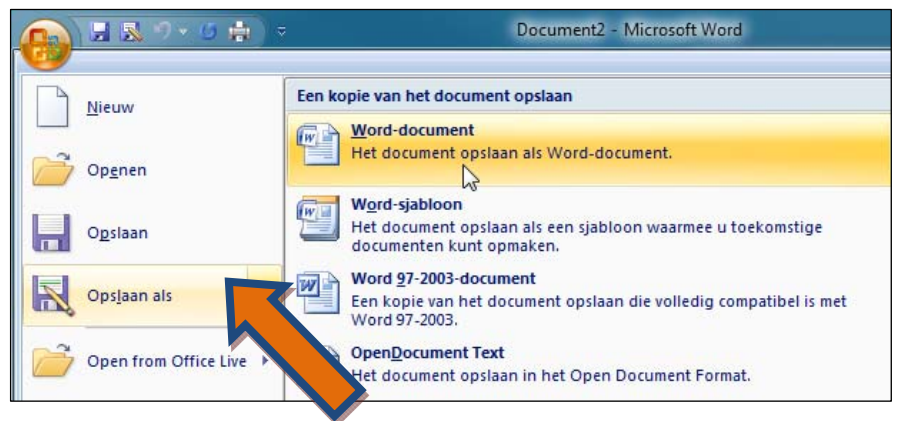 Document2 - Microsoft Word
Nieuw
Openen
Opslaan
Opslaan als
Open from Office Live
Een kopie van het document opslaan
Word-document
Het document opslaan als Word-document.
Word-sjabloon
Het document opslaan als een sjabloon waarmee u toekomstige
documenten kunt opmaken.
Word 97-2003-document
Een kopie van het document opslaan die volledig compatibel is met
Word 97-2003.
OpenDocument Text
Het document opslaan in het Open Document Format.